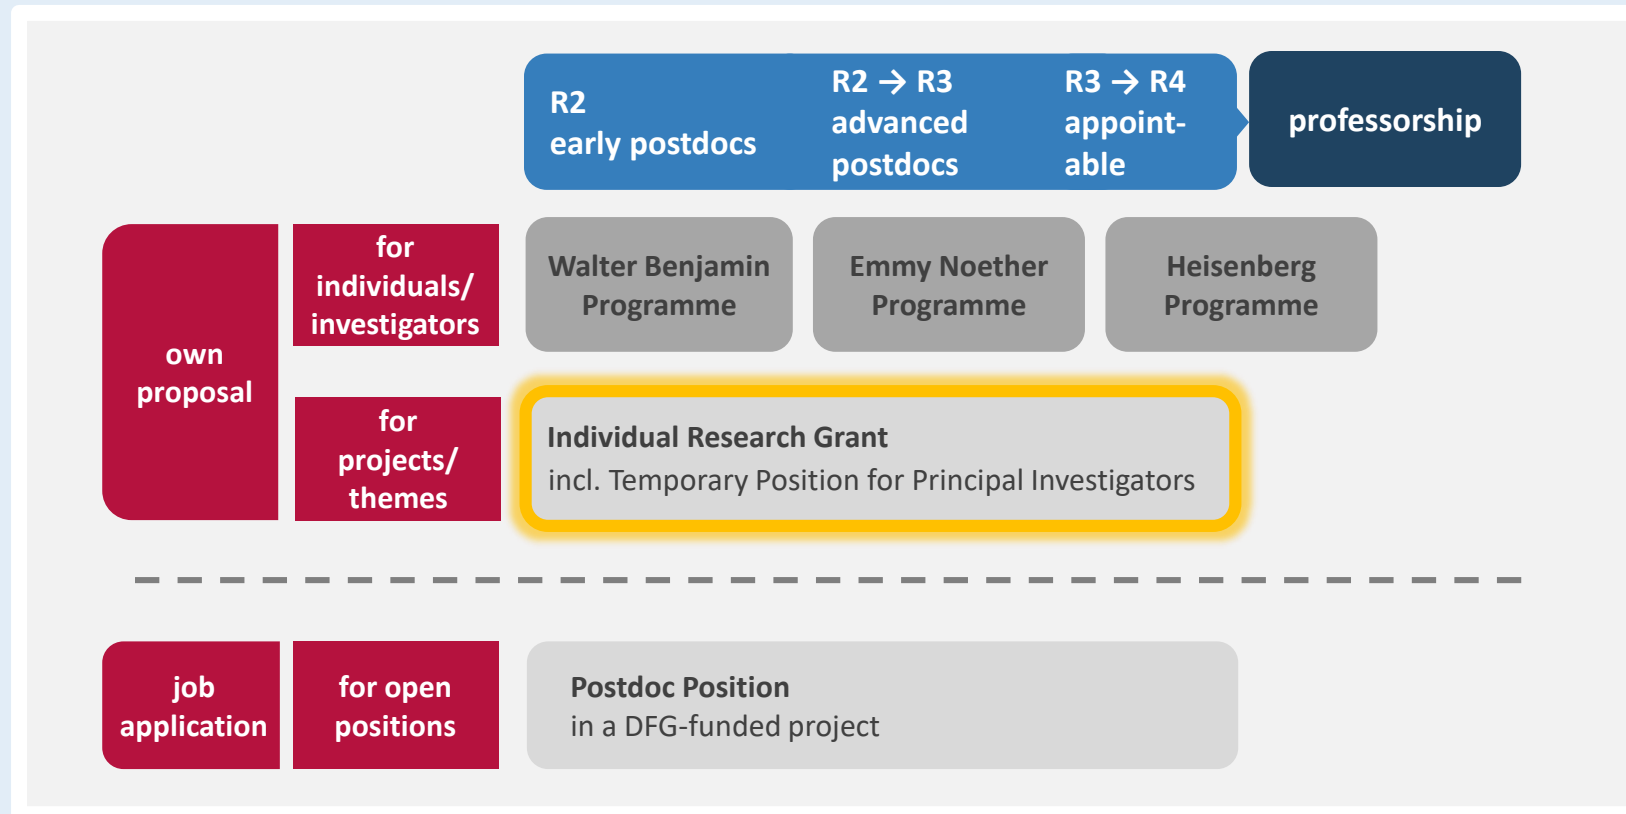 R2
early postdocs
R2 → R3
advanced
postdocs
R3 → R4
appoint-
able
professorship
own
proposal
for
individuals/
investigators
Walter Benjamin
Programme
Emmy Noether
Programme
Heisenberg
Programme
for
projects/
themes
Individual Research Grant
incl. Temporary Position for Principal Investigators
job
application
for open
positions
Postdoc Position
in a DFG-funded project